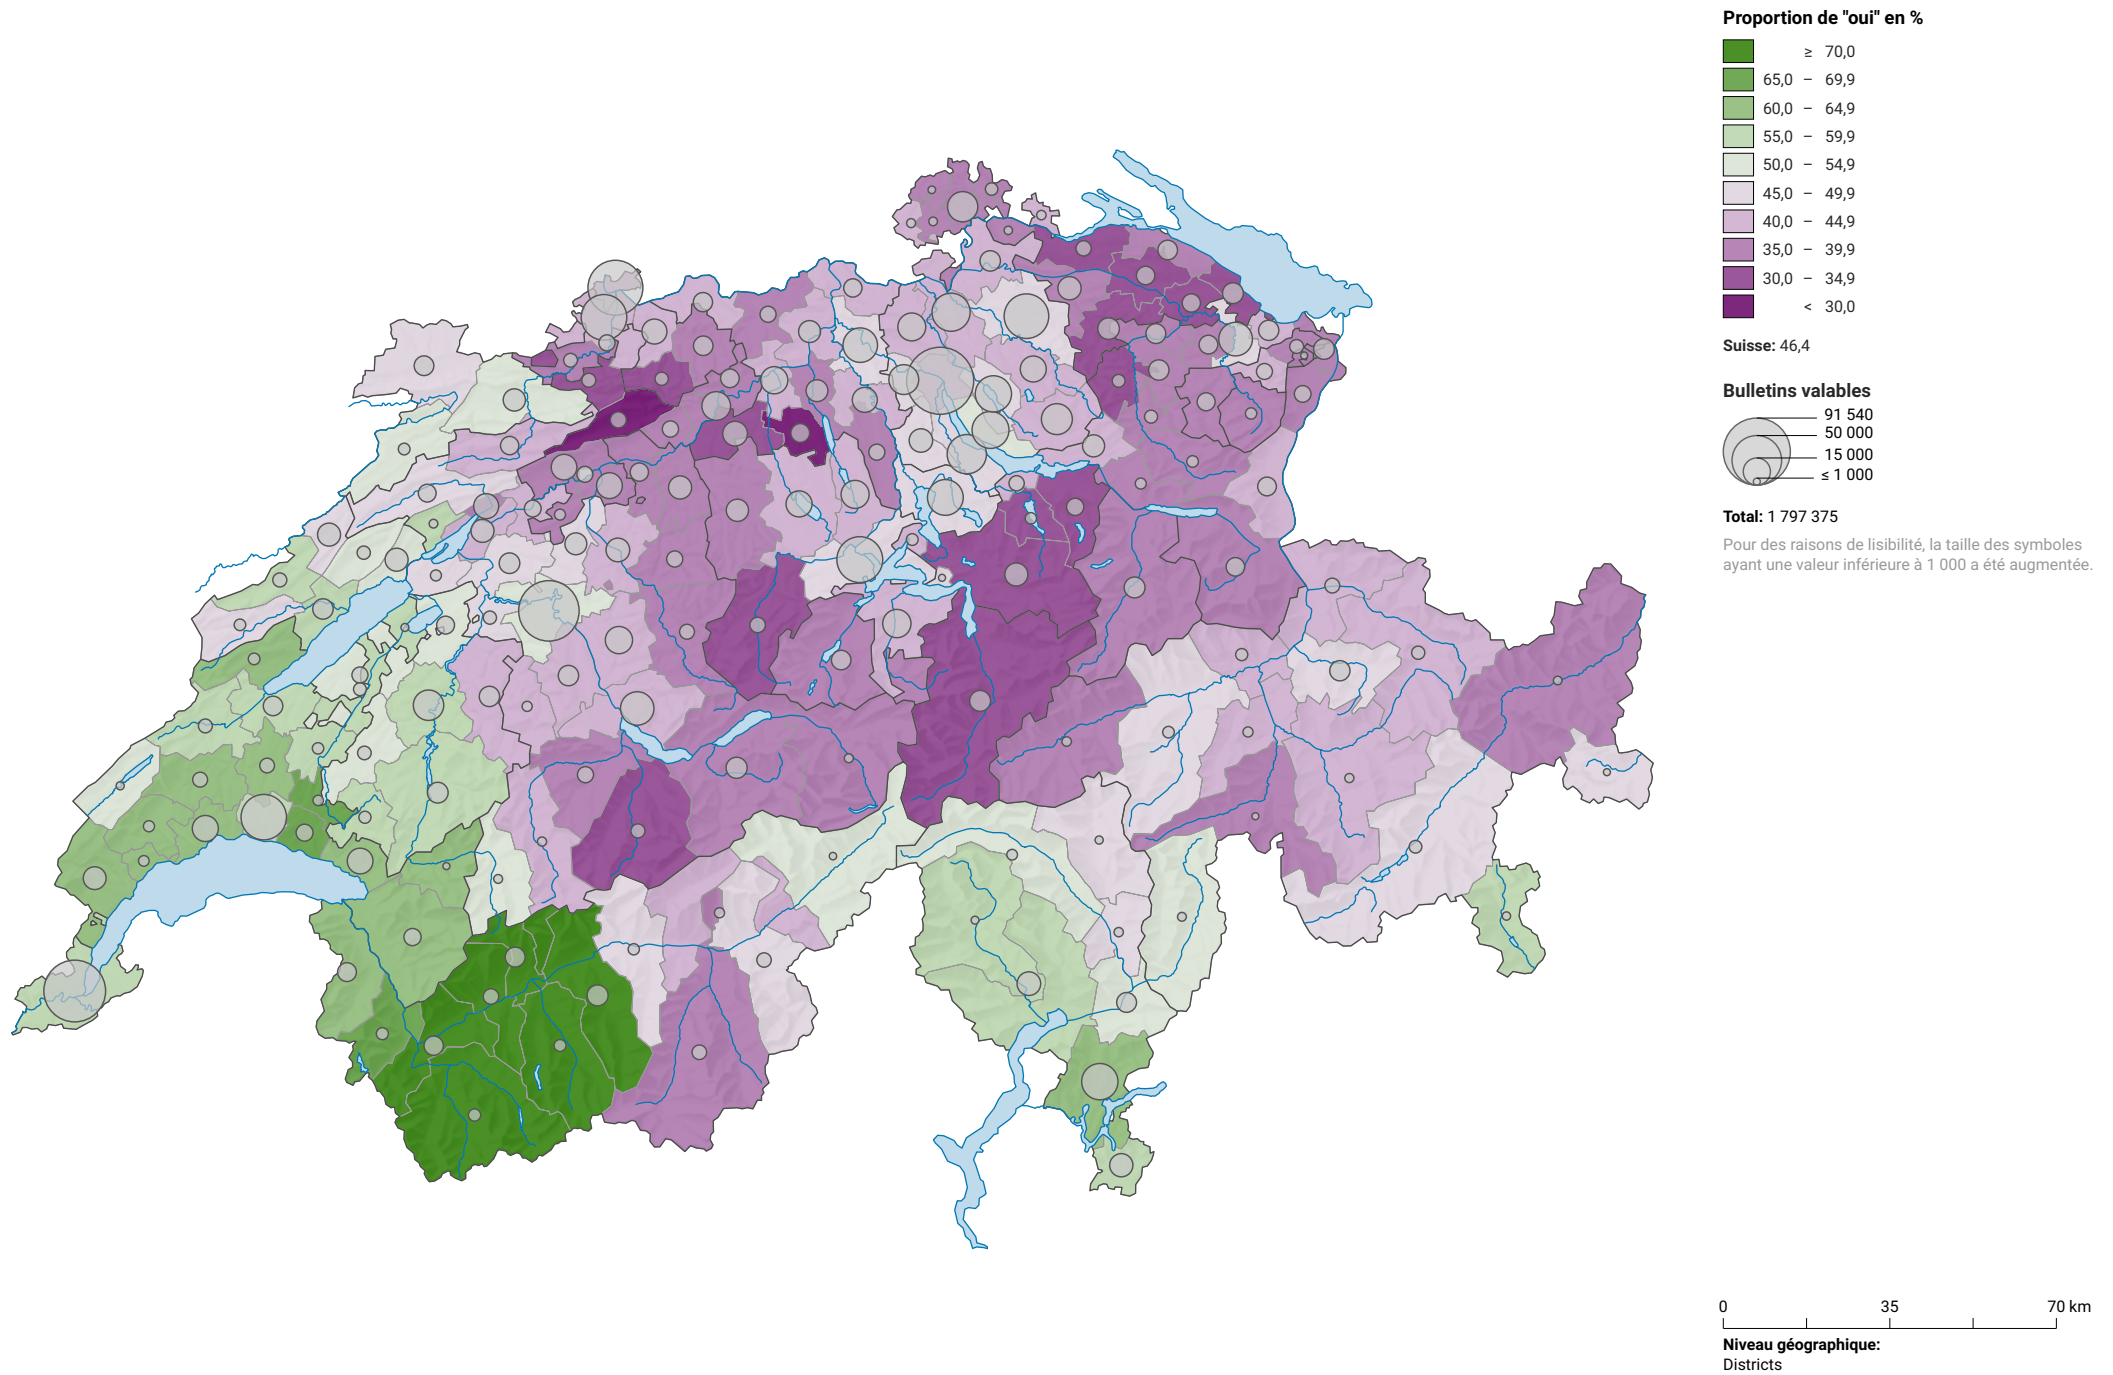 Proportion de "oui" en %
≥ 70,0
65,0 – 69,9
60,0 – 64,9
55,0 – 59,9
50,0 – 54,9
45,0 – 49,9
40,0 – 44,9
35,0 – 39,9
30,0 – 34,9
< 30,0
Suisse: 46,4
Bulletins valables
91 540
50 000
15 000
≤ 1 000
Total: 1 797 375
Pour des raisons de lisibilité, la taille des symboles
ayant une valeur inférieure à 1 000 a été augmentée.
0 35 70 km
Niveau géographique:
Districts